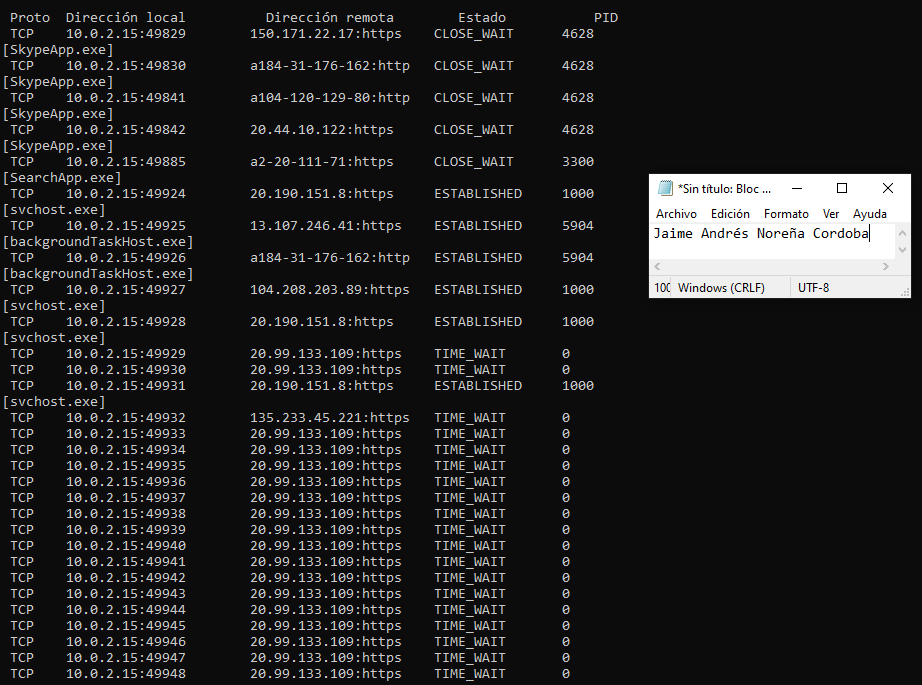 Proto  Dirección local          Dirección remota        Estado           PID
TCP    10.0.2.15:49829        150.171.22.17:https    CLOSE_WAIT      4628
[SkypeApp.exe]
TCP    10.0.2.15:49830        a184-31-176-162:http   CLOSE_WAIT      4628
[SkypeApp.exe]
TCP    10.0.2.15:49841        a104-120-129-80:http   CLOSE_WAIT      4628
[SkypeApp.exe]
TCP    10.0.2.15:49842        20.44.10.122:https     CLOSE_WAIT      4628
[SkypeApp.exe]
TCP    10.0.2.15:49885        a2-20-111-71:https     CLOSE_WAIT      3300
[SearchApp.exe]
TCP    10.0.2.15:49924        20.190.151.8:https     ESTABLISHED     1000
[svchost.exe]
TCP    10.0.2.15:49925        13.107.246.41:https    ESTABLISHED     5904
[backgroundTaskHost.exe]
TCP    10.0.2.15:49926        a184-31-176-162:http   ESTABLISHED     5904
[backgroundTaskHost.exe]
TCP    10.0.2.15:49927        104.208.203.89:https   ESTABLISHED     1000
[svchost.exe]
TCP    10.0.2.15:49928        20.190.151.8:https     ESTABLISHED     1000
[svchost.exe]
TCP    10.0.2.15:49929        20.99.133.109:https    TIME_WAIT       0
TCP    10.0.2.15:49930        20.99.133.109:https    TIME_WAIT       0
TCP    10.0.2.15:49931        20.190.151.8:https     ESTABLISHED     1000
[svchost.exe]
TCP    10.0.2.15:49932        135.233.45.221:https   TIME_WAIT       0
TCP    10.0.2.15:49933        20.99.133.109:https    TIME_WAIT       0
TCP    10.0.2.15:49934        20.99.133.109:https    TIME_WAIT       0
TCP    10.0.2.15:49935        20.99.133.109:https    TIME_WAIT       0
TCP    10.0.2.15:49936        20.99.133.109:https    TIME_WAIT       0
TCP    10.0.2.15:49937        20.99.133.109:https    TIME_WAIT       0
TCP    10.0.2.15:49938        20.99.133.109:https    TIME_WAIT       0
TCP    10.0.2.15:49939        20.99.133.109:https    TIME_WAIT       0
TCP    10.0.2.15:49940        20.99.133.109:https    TIME_WAIT       0
TCP    10.0.2.15:49941        20.99.133.109:https    TIME_WAIT       0
TCP    10.0.2.15:49942        20.99.133.109:https    TIME_WAIT       0
TCP    10.0.2.15:49943        20.99.133.109:https    TIME_WAIT       0
TCP    10.0.2.15:49944        20.99.133.109:https    TIME_WAIT       0
TCP    10.0.2.15:49945        20.99.133.109:https    TIME_WAIT       0
TCP    10.0.2.15:49946        20.99.133.109:https    TIME_WAIT       0
TCP    10.0.2.15:49947        20.99.133.109:https    TIME_WAIT       0
TCP    10.0.2.15:49948        20.99.133.109:https    TIME_WAIT       0
*Sin título: Bloc ...
Archivo Edición Formato Ver Ayuda
Jaime Andrés Noreña Cordoba
100 Windows (CRLF) UTF-8